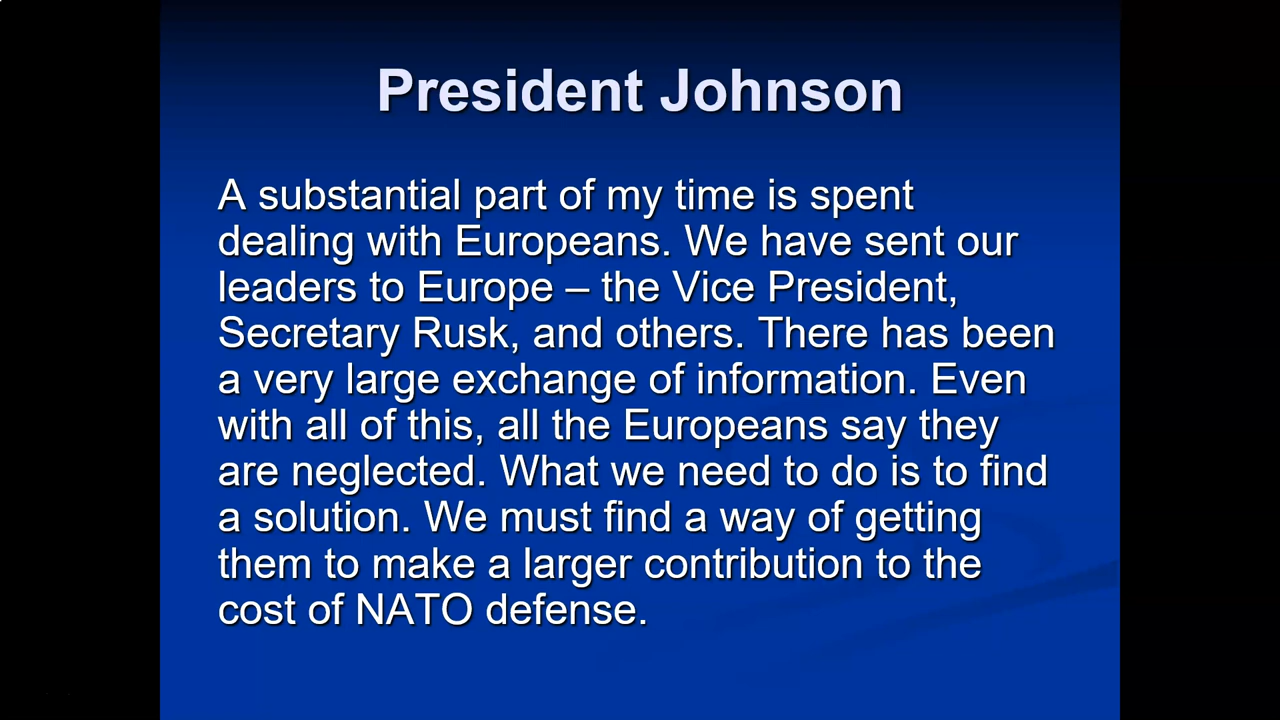 President Johnson
A substantial part of my time is spent
dealing with Europeans. We have sent our
leaders to Europe – the Vice President,
Secretary Rusk, and others. There has been
a very large exchange of information. Even
with all of this, all the Europeans say they
are neglected. What we need to do is to find
a solution. We must find a way of getting
them to make a larger contribution to the
cost of NATO defense.